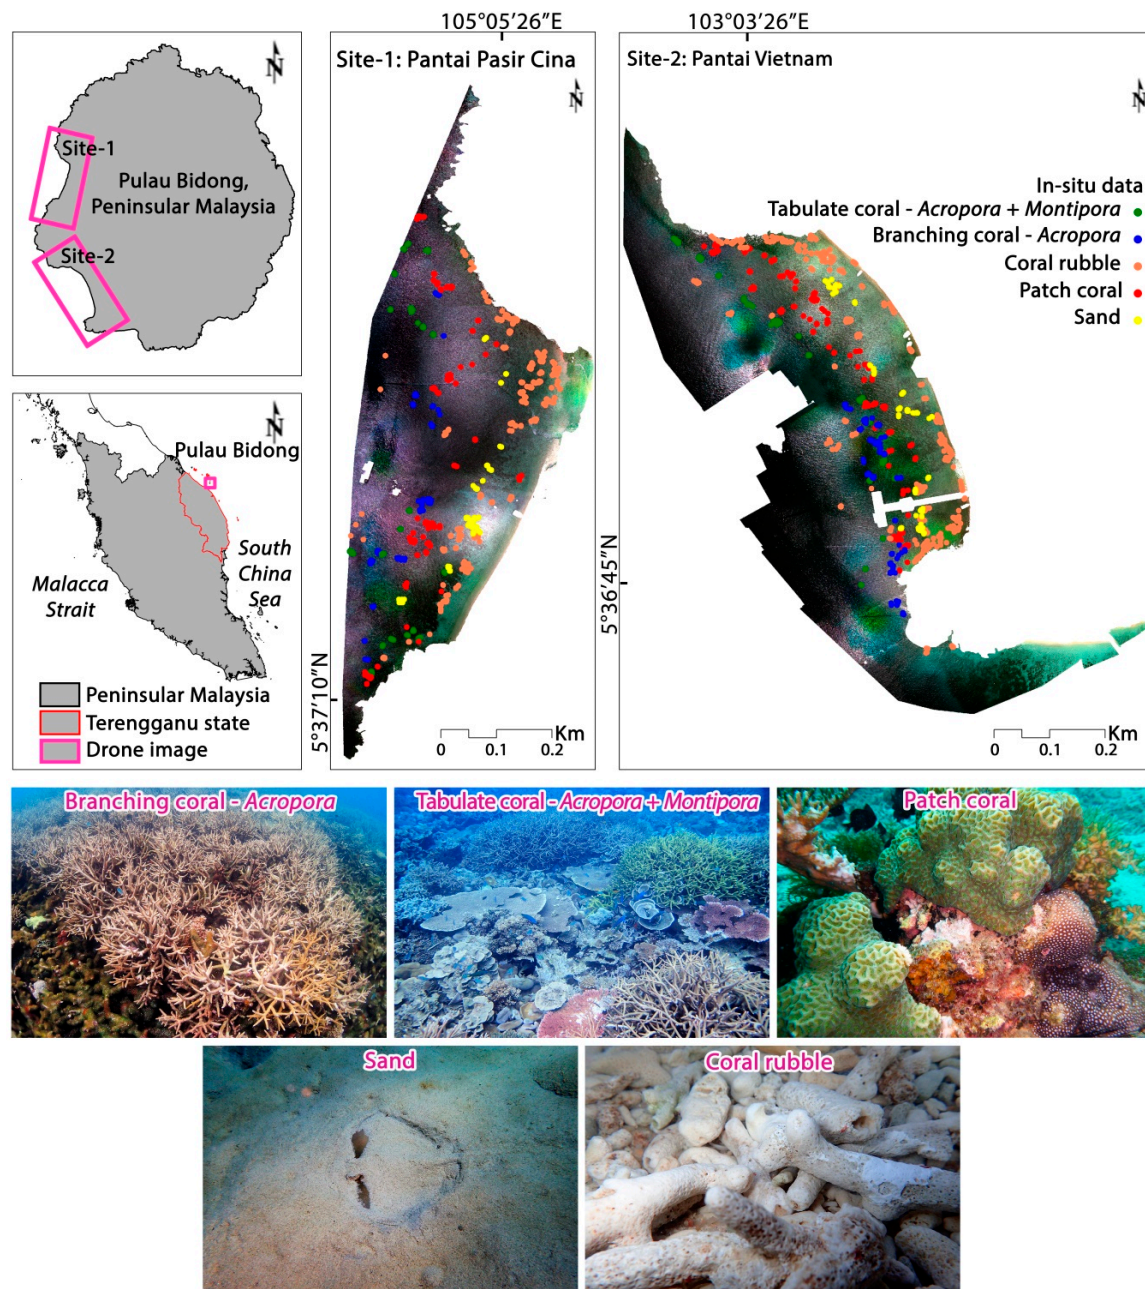 Site-1
Pulau Bidong,
Peninsular Malaysia
Site-2
N
Pulau Bidong
South
China
Sea
Malacca
Strait
N
Peninsular Malaysia
Terengganu state
Drone image
105°05’26”E
Site-1: Pantai Pasir Cina
N
5°37’10”N
0 0.1 0.2 Km
103°03’26”E
Site-2: Pantai Vietnam
N
In-situ data
Tabulate coral - Acropora + Montipora
Branching coral - Acropora
Coral rubble
Patch coral
Sand
5°36’45”N
0 0.1 0.2 Km
Branching coral - Acropora
Tabulate coral - Acropora + Montipora
Patch coral
Sand
Coral rubble